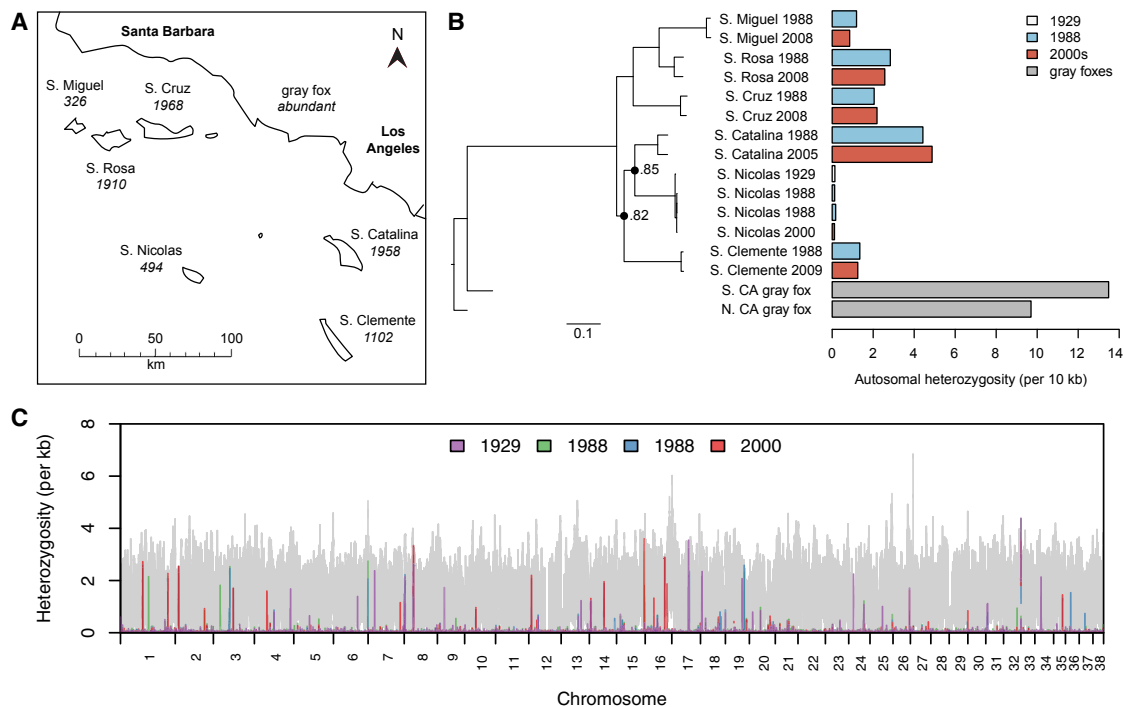 A
Santa Barbara
N
S. Miguel
326
S. Cruz
1968
gray fox
abundant
Los
Angeles
S. Rosa
1910
S. Nicolas
494
S. Catalina
1958
S. Clemente
1102
0 50 100
km
B
S. Miguel 1988
S. Miguel 2008
S. Rosa 1988
S. Rosa 2008
S. Cruz 1988
S. Cruz 2008
S. Catalina 1988
S. Catalina 2005
S. Nicolas 1929
S. Nicolas 1988
S. Nicolas 1988
S. Nicolas 2000
S. Clemente 1988
S. Clemente 2009
S. CA gray fox
N. CA gray fox
.85
.82
0.1
1929
1988
2000s
gray foxes
0 2 4 6 8 10 12 14
Autosomal heterozygosity (per 10 kb)
C
Heterozygosity (per kb)
8
6
4
2
0
1929 1988 1988 2000
1 2 3 4 5 6 7 8 9 10 11 12 13 14 15 16 17 18 19 20 21 22 23 24 25 26 27 28 29 30 31 32 33 34 35 36 37 38
Chromosome